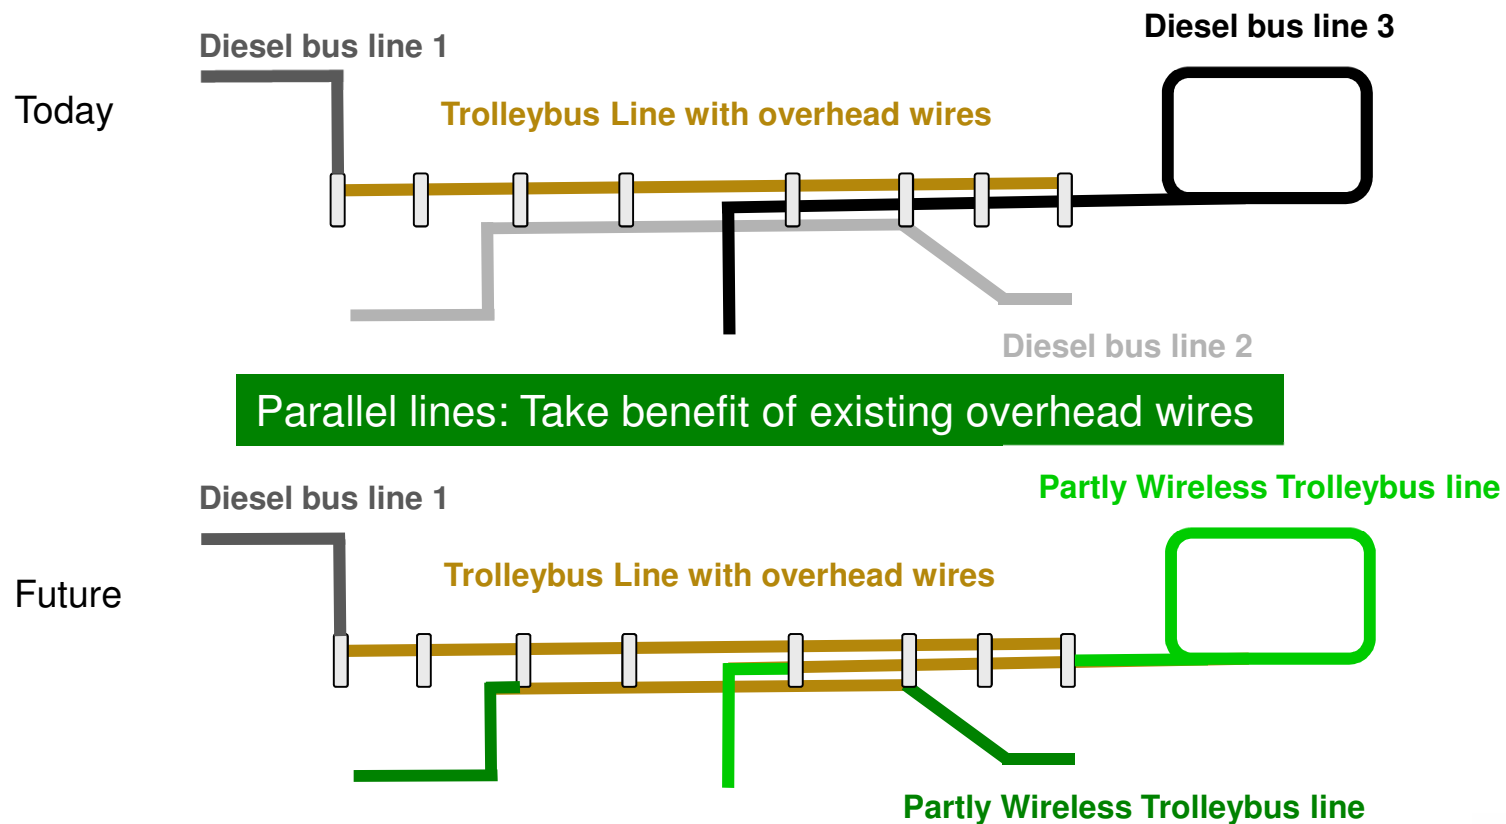 Diesel bus line 3
Diesel bus line 1
Today
Trolleybus Line with overhead wires
Diesel bus line 2
Parallel lines: Take benefit of existing overhead wires
Partly Wireless Trolleybus line
Diesel bus line 1
Trolleybus Line with overhead wires
Future
Partly Wireless Trolleybus line